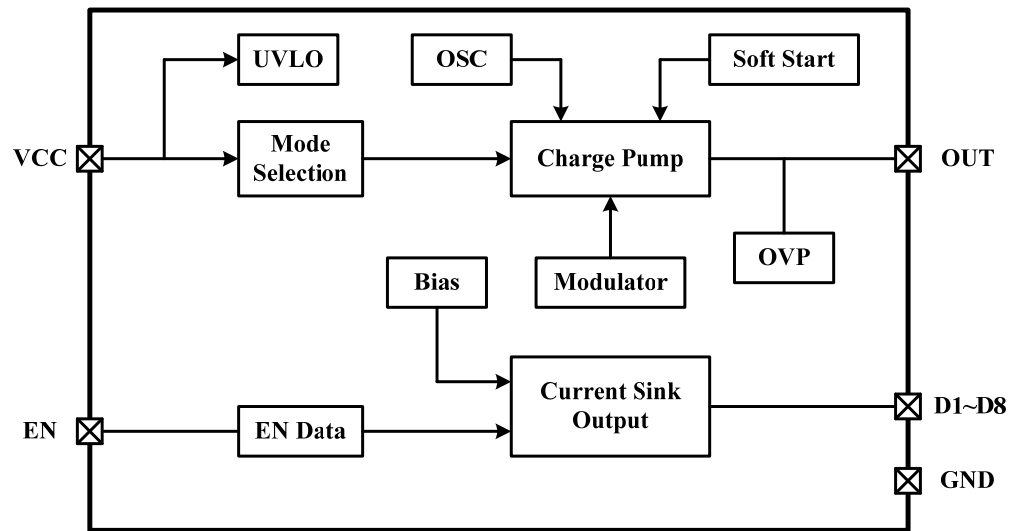 UVLO
OSC
Soft Start
VCC
Mode
Selection
Charge Pump
OUT
OVP
Bias
Modulator
Current Sink
Output
D1~D8
EN
EN Data
GND